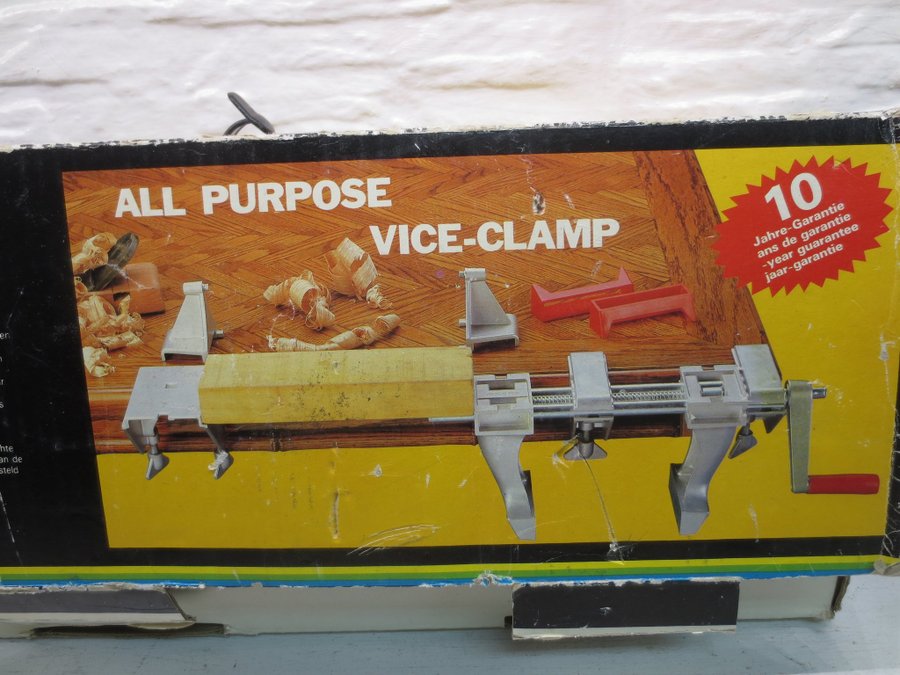 ALL PURPOSE
VICE-CLAMP
10
Jahre-Garantie
ans de garantie
-year guarantee
jaar-garantie